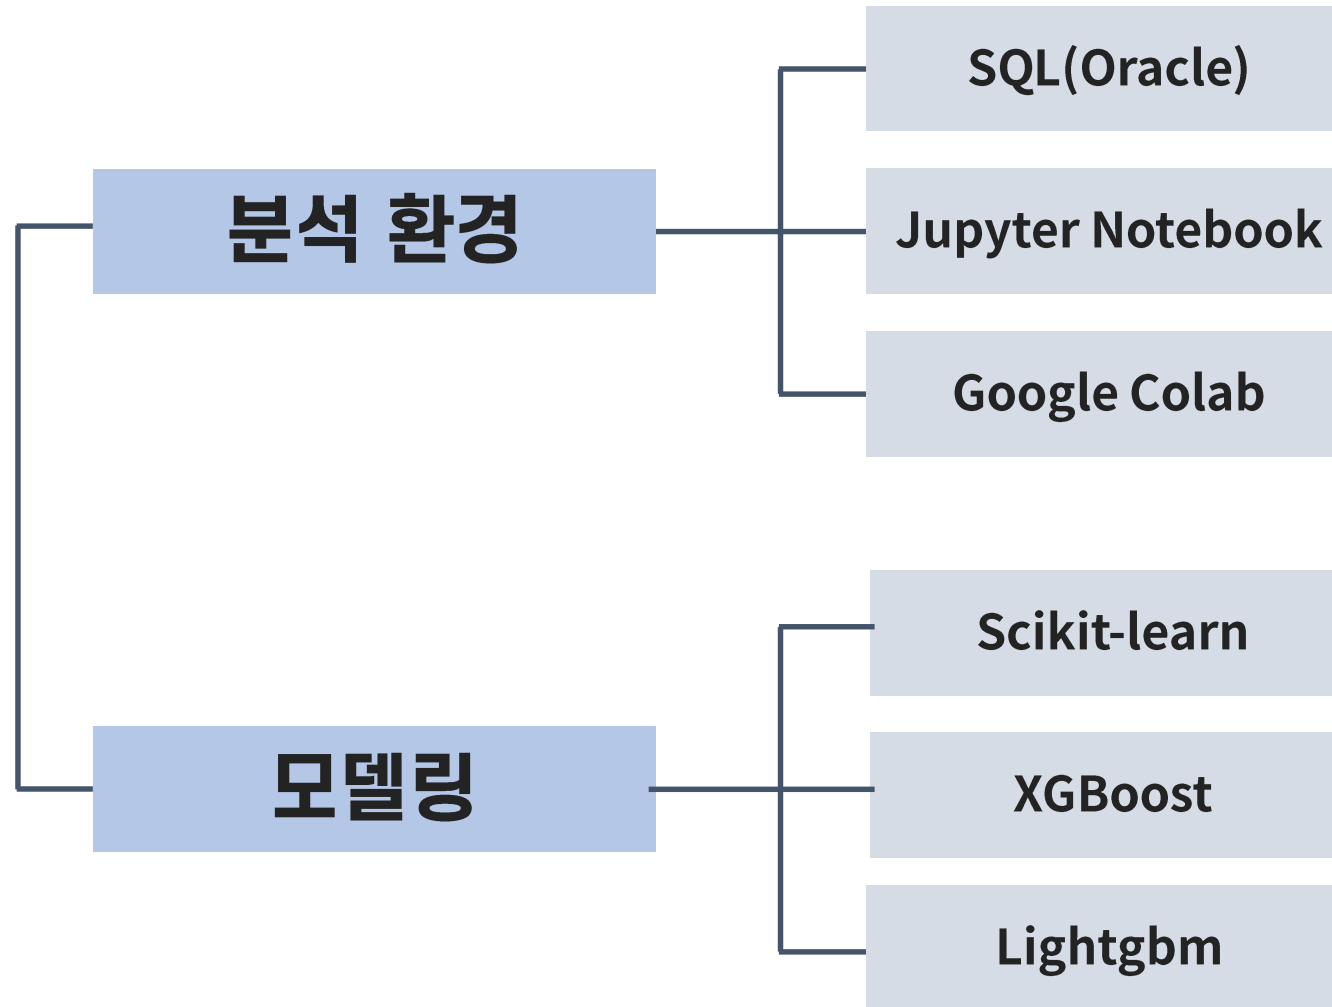 분석 환경
SQL(Oracle)
Jupyter Notebook
Google Colab
모델링
Scikit-learn
XGBoost
Lightgbm